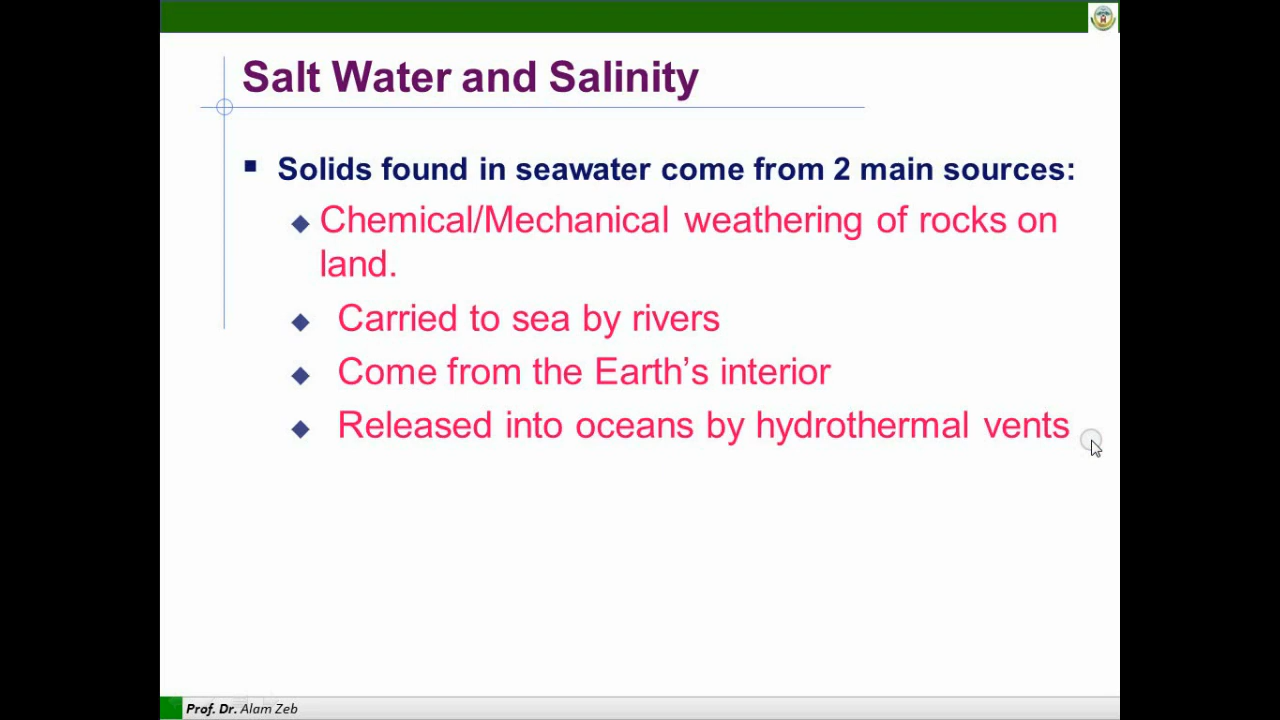 Salt Water and Salinity
Solids found in seawater come from 2 main sources:
Chemical/Mechanical weathering of rocks on
land.
Carried to sea by rivers
Come from the Earth’s interior
Released into oceans by hydrothermal vents
Prof. Dr. Alam Zeb